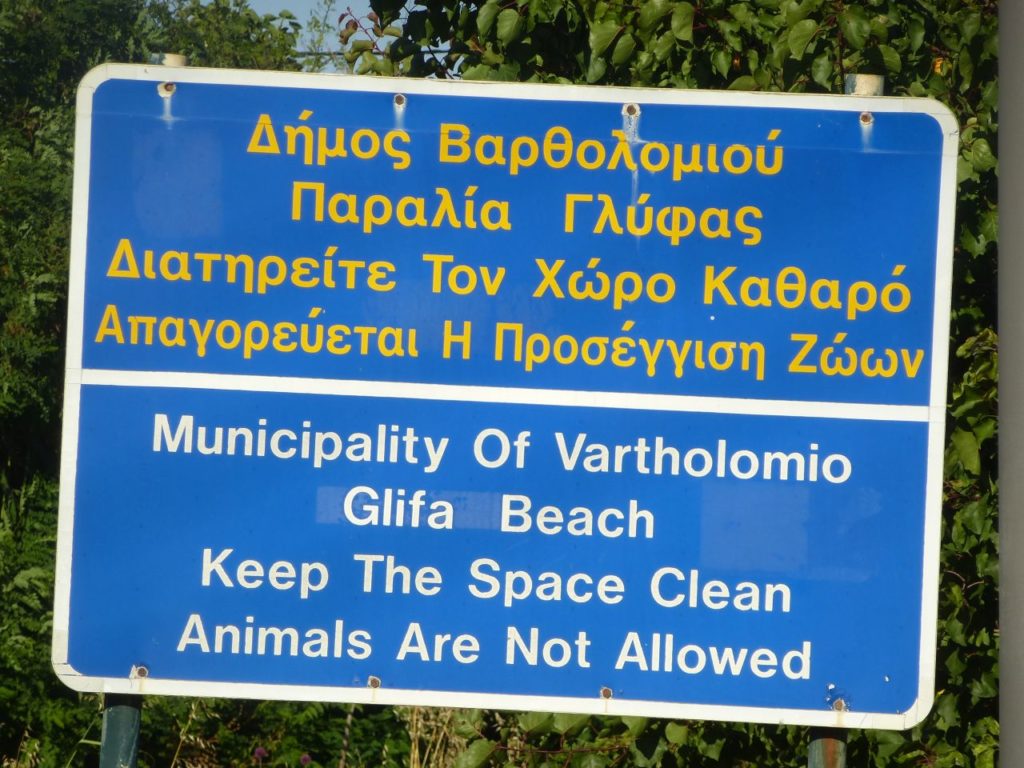 Δήμος Βαρθολομιού
Παραλία Γλύφας
Διατηρείτε Τον Χώρο Καθαρό
Απαγορεύεται Η Προσέγγιση Ζώων
Municipality Of Vartholomio
Glifa Beach
Keep The Space Clean
Animals Are Not Allowed